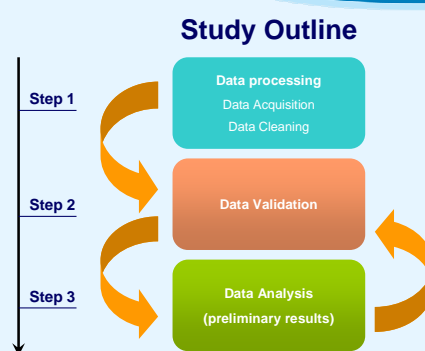 Study Outline
Step 1
Data processing
Data Acquisition
Data Cleaning
Step 2
Data Validation
Step 3
Data Analysis
(preliminary results)